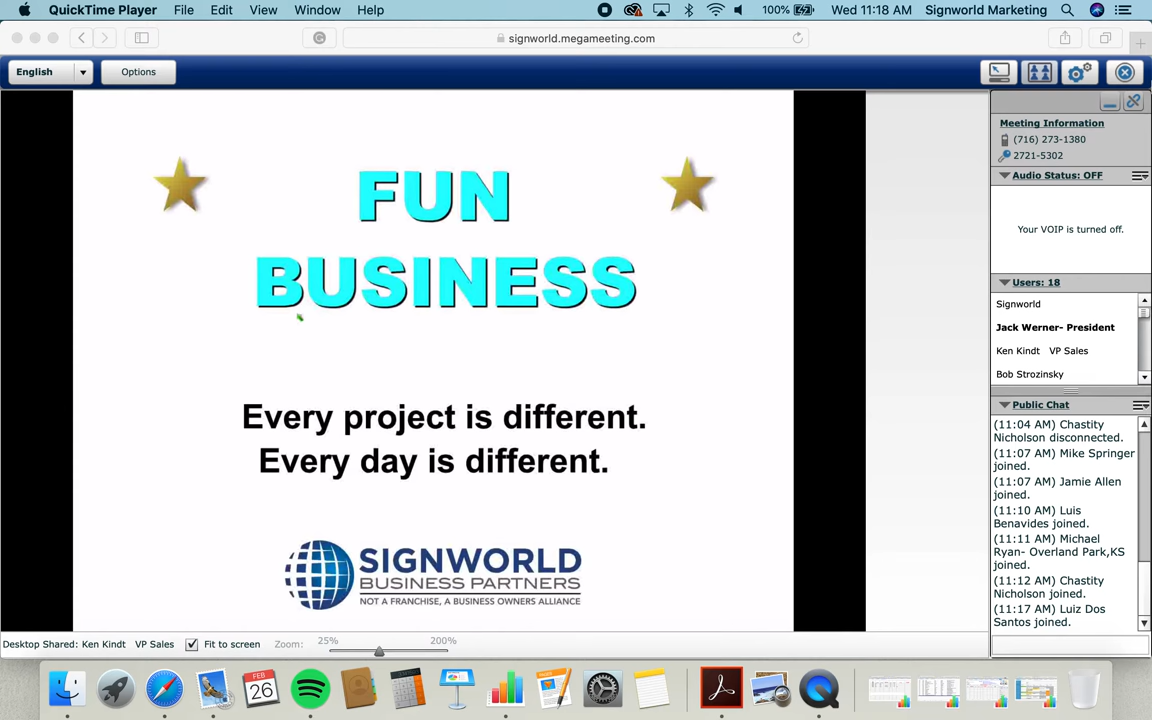 QuickTime Player File Edit View Window Help 100% Wed 11:18 AM Signworld Marketing
signworld.megameeting.com
English Options
FUN
BUSINESS
Every project is different.
Every day is different.
SIGNWORLD
BUSINESS PARTNERS
NOT A FRANCHISE, A BUSINESS OWNERS ALLIANCE
Desktop Shared: Ken Kindt VP Sales Fit to screen Zoom: 25% 200%
Meeting Information
(716) 273-1380
2721-5302
Audio Status: OFF
Your VOIP is turned off.
Users: 18
Signworld
Jack Werner- President
Ken Kindt VP Sales
Bob Strozinsky
Public Chat
(11:04 AM) Chastity
Nicholson disconnected.
(11:07 AM) Mike Springer
joined.
(11:07 AM) Jamie Allen
joined.
(11:10 AM) Luis
Benavides joined.
(11:11 AM) Michael
Ryan- Overland Park,KS
joined.
(11:12 AM) Chastity
Nicholson joined.
(11:17 AM) Luiz Dos
Santos joined.
FEB
26